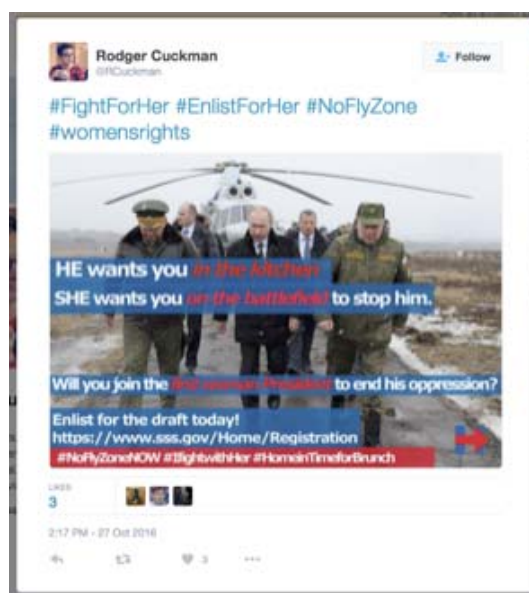 Rodger Cuckman
@RCuckman
Follow
#FightForHer #EnlistForHer #NoFlyZone
#womensrights
HE wants you in the kitchen
SHE wants you on the battlefield to stop him.
Will you join the first woman President to end his oppression?
Enlist for the draft today!
https://www.sss.gov/Home/Registration
#NoFlyZoneNOW #IfightwithHer #HomeinTimeforBrunch
LIKES
3
2:17 PM - 27 Oct 2016
3